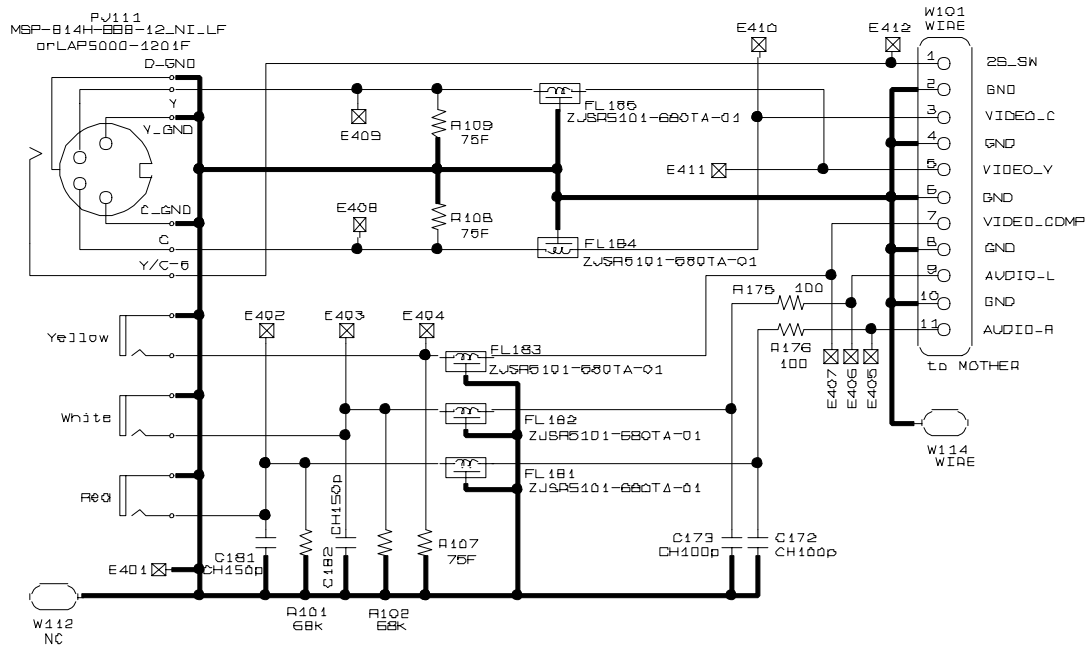 PJ111
MSP-814H-BBB-12_NI_LF
orLAP5000-1201F
D_GND
Y
Y_GND
C_GND
C
Y/C-5
E409
R109
75F
E408
R108
75F
FL185
ZJSR5101-680TA-01
FL184
ZJSR5101-680TA-01
E410
E411
E412
W101
WIRE
1 2S_SW
2 GND
3 VIDEO_C
4 GND
5 VIDEO_Y
6 GND
7 VIDEO_COMP
8 GND
9 AUDIO_L
10 GND
11 AUDIO_R
to MOTHER
R175
100
R176
100
E407
E406
E405
W114
WIRE
Yellow
White
Red
E402
E403
E404
FL183
ZJSR5101-680TA-01
FL182
ZJSR5101-680TA-01
FL181
ZJSR5101-680TA-01
C181
CH150p
C182
CH150p
R107
75F
C173
CH100p
C172
CH100p
E401
R101
68K
R102
68K
W112
NC